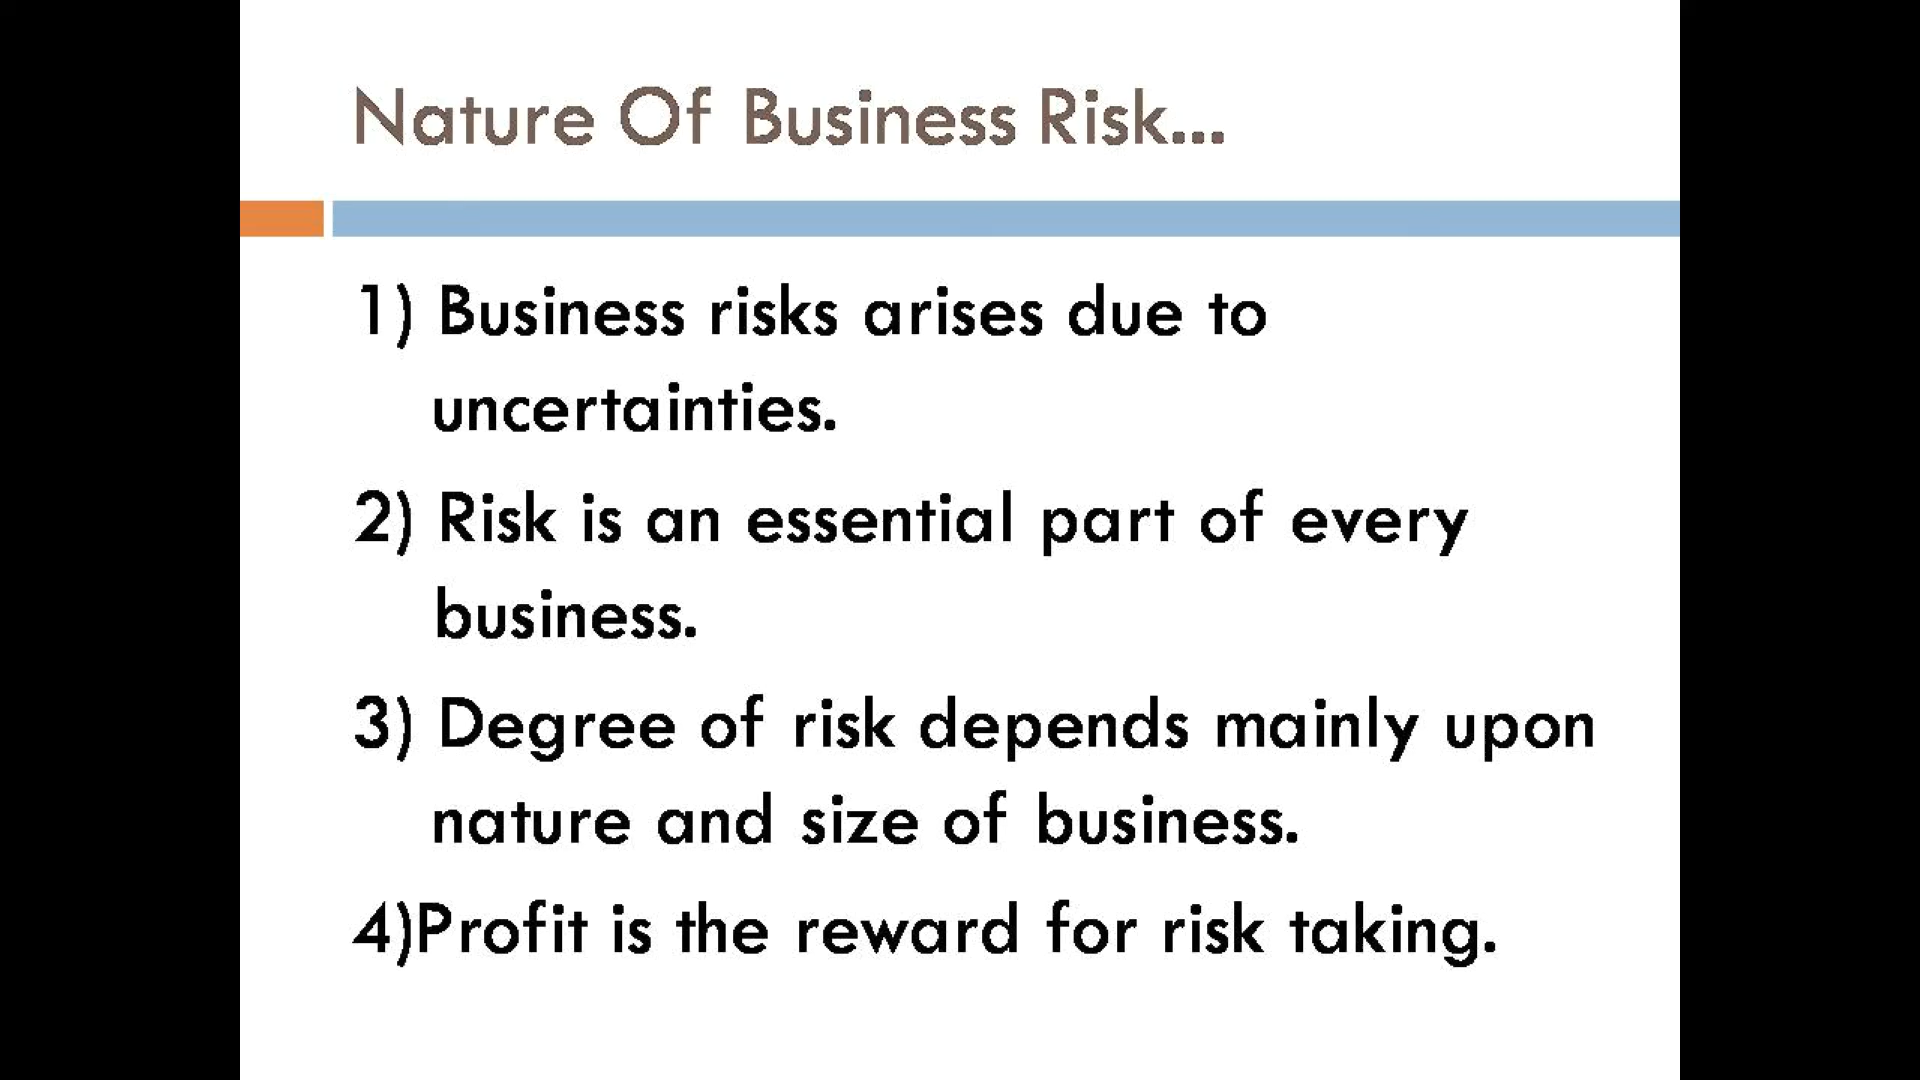 Nature Of Business Risk...
1) Business risks arises due to
uncertainties.
2) Risk is an essential part of every
business.
3) Degree of risk depends mainly upon
nature and size of business.
4)Profit is the reward for risk taking.